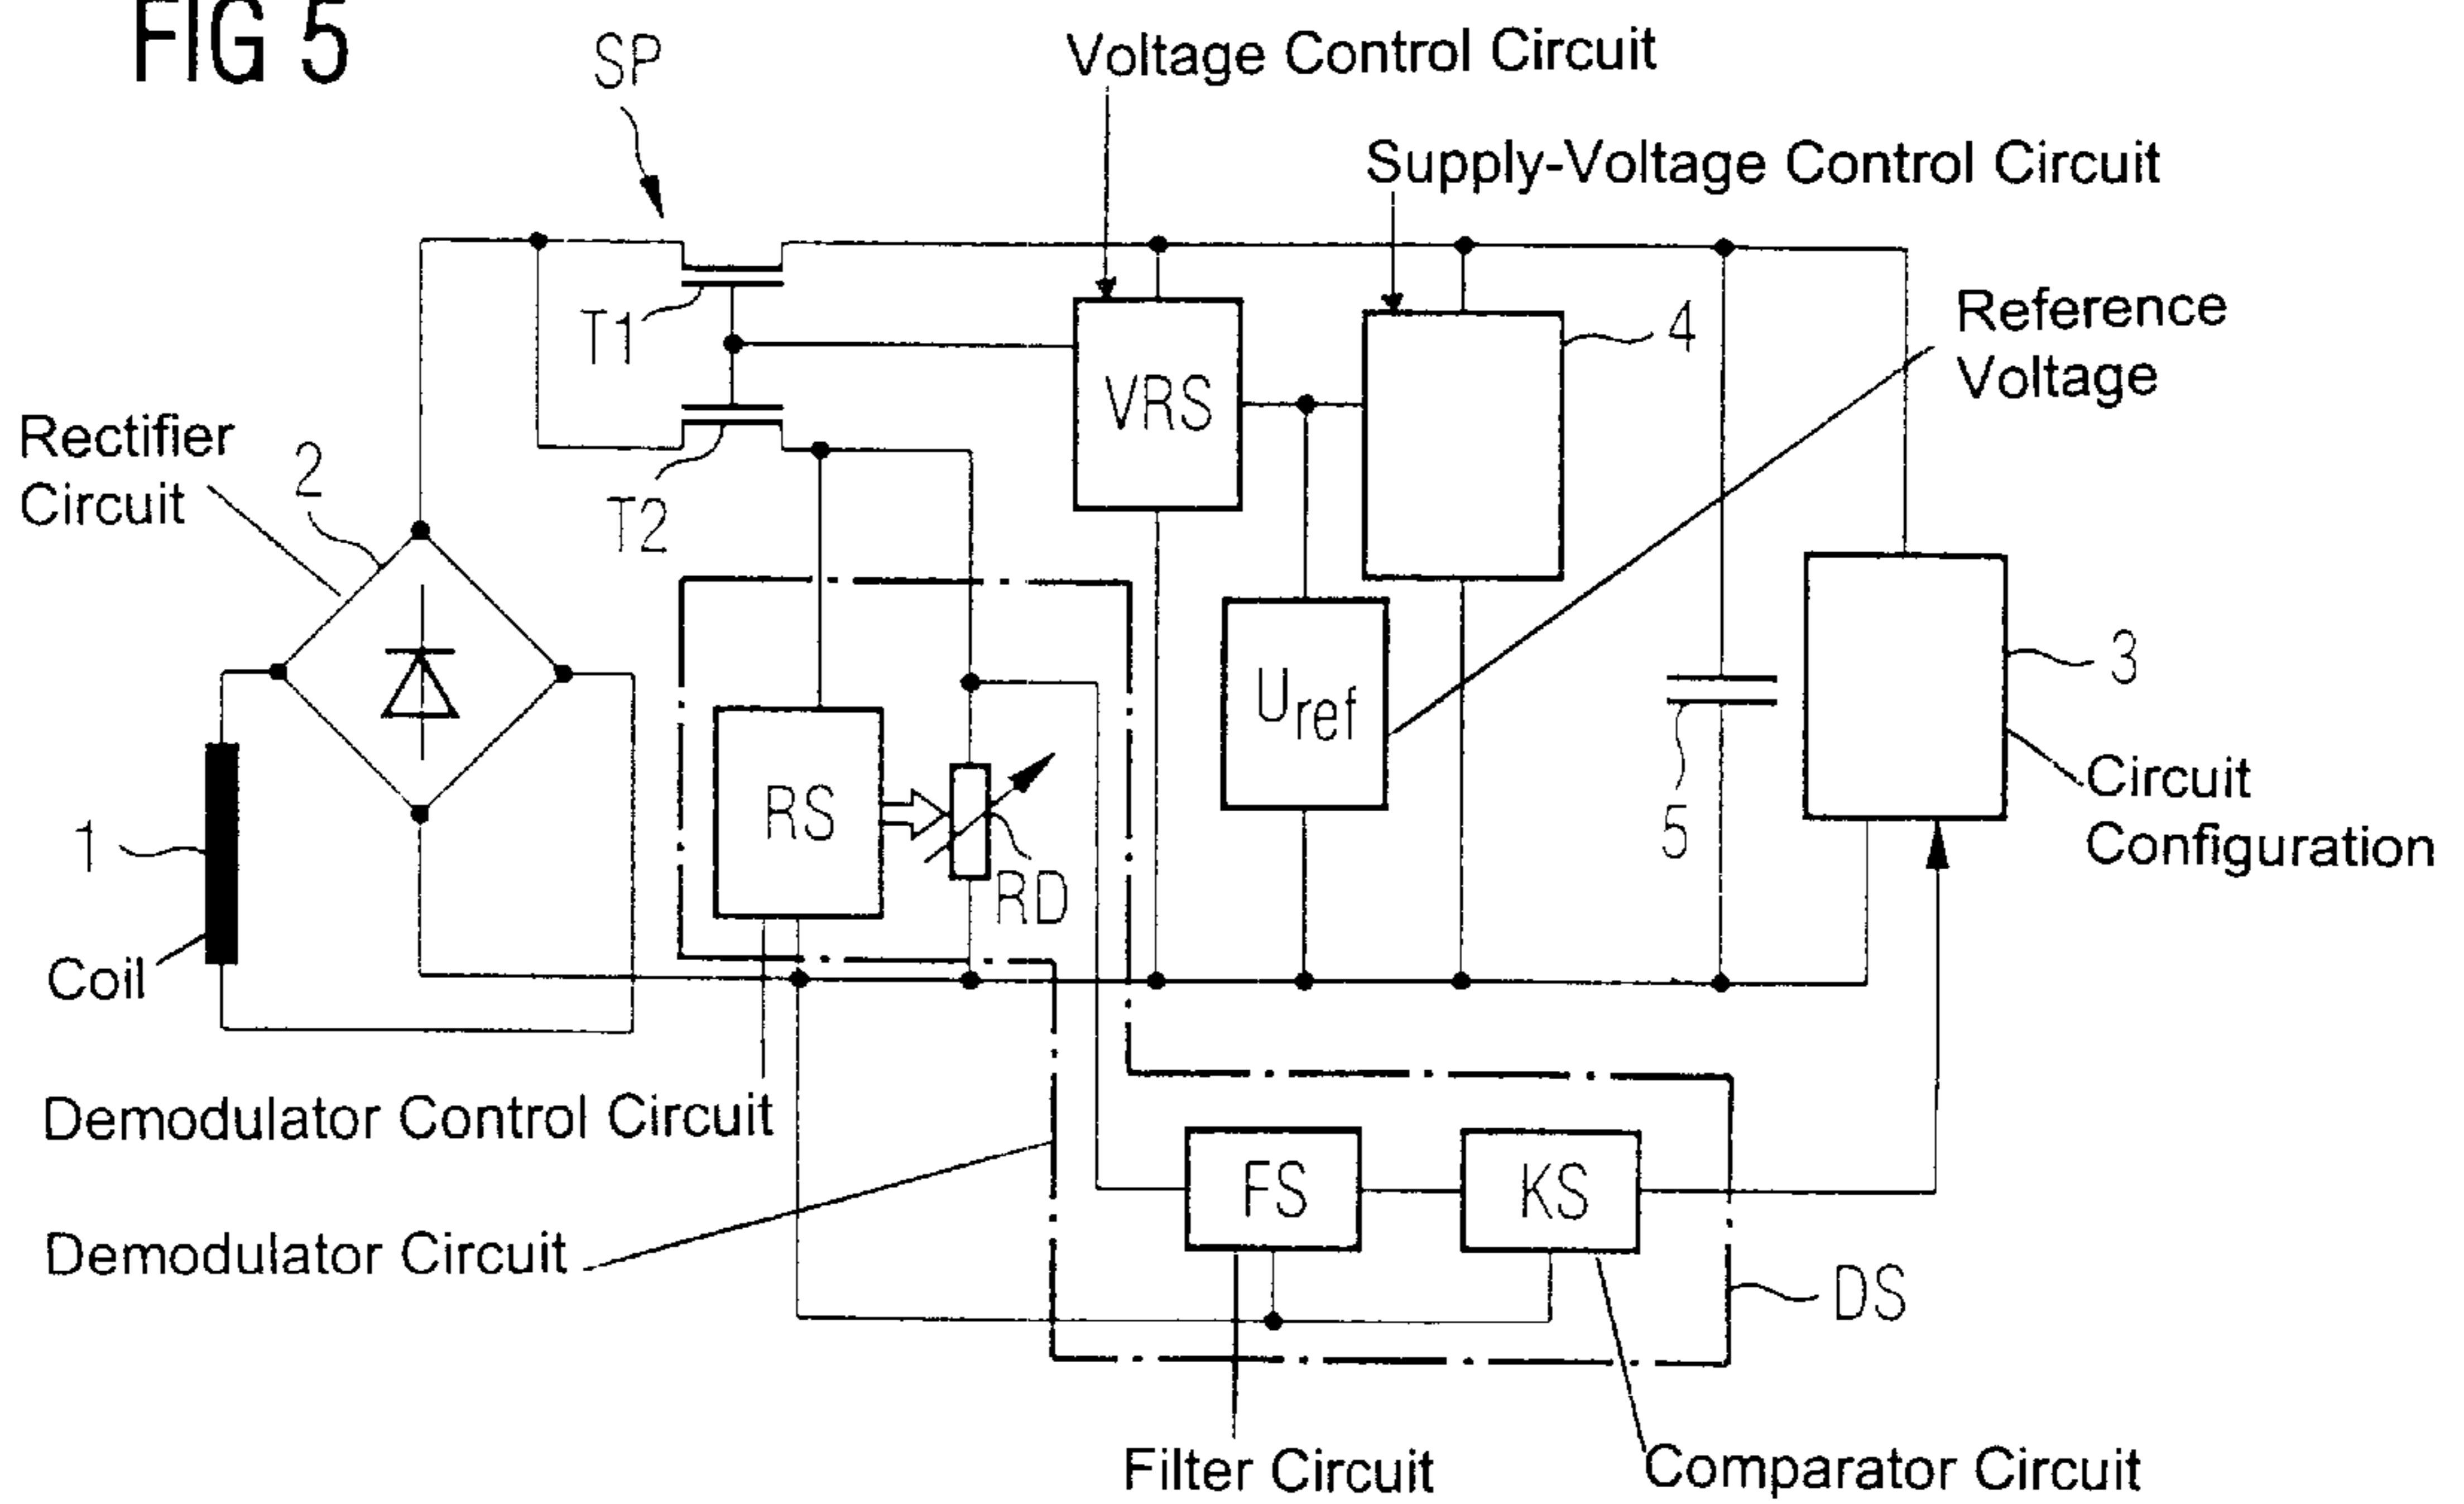 FIG 5
SP
Voltage Control Circuit
Supply-Voltage Control Circuit
T1
4
Reference
Voltage
VRS
Rectifier
Circuit
2
T2
3
Uref
RS
1
RD
5
Circuit
Configuration
Coil
Demodulator Control Circuit
FS
KS
Demodulator Circuit
DS
Filter Circuit
Comparator Circuit